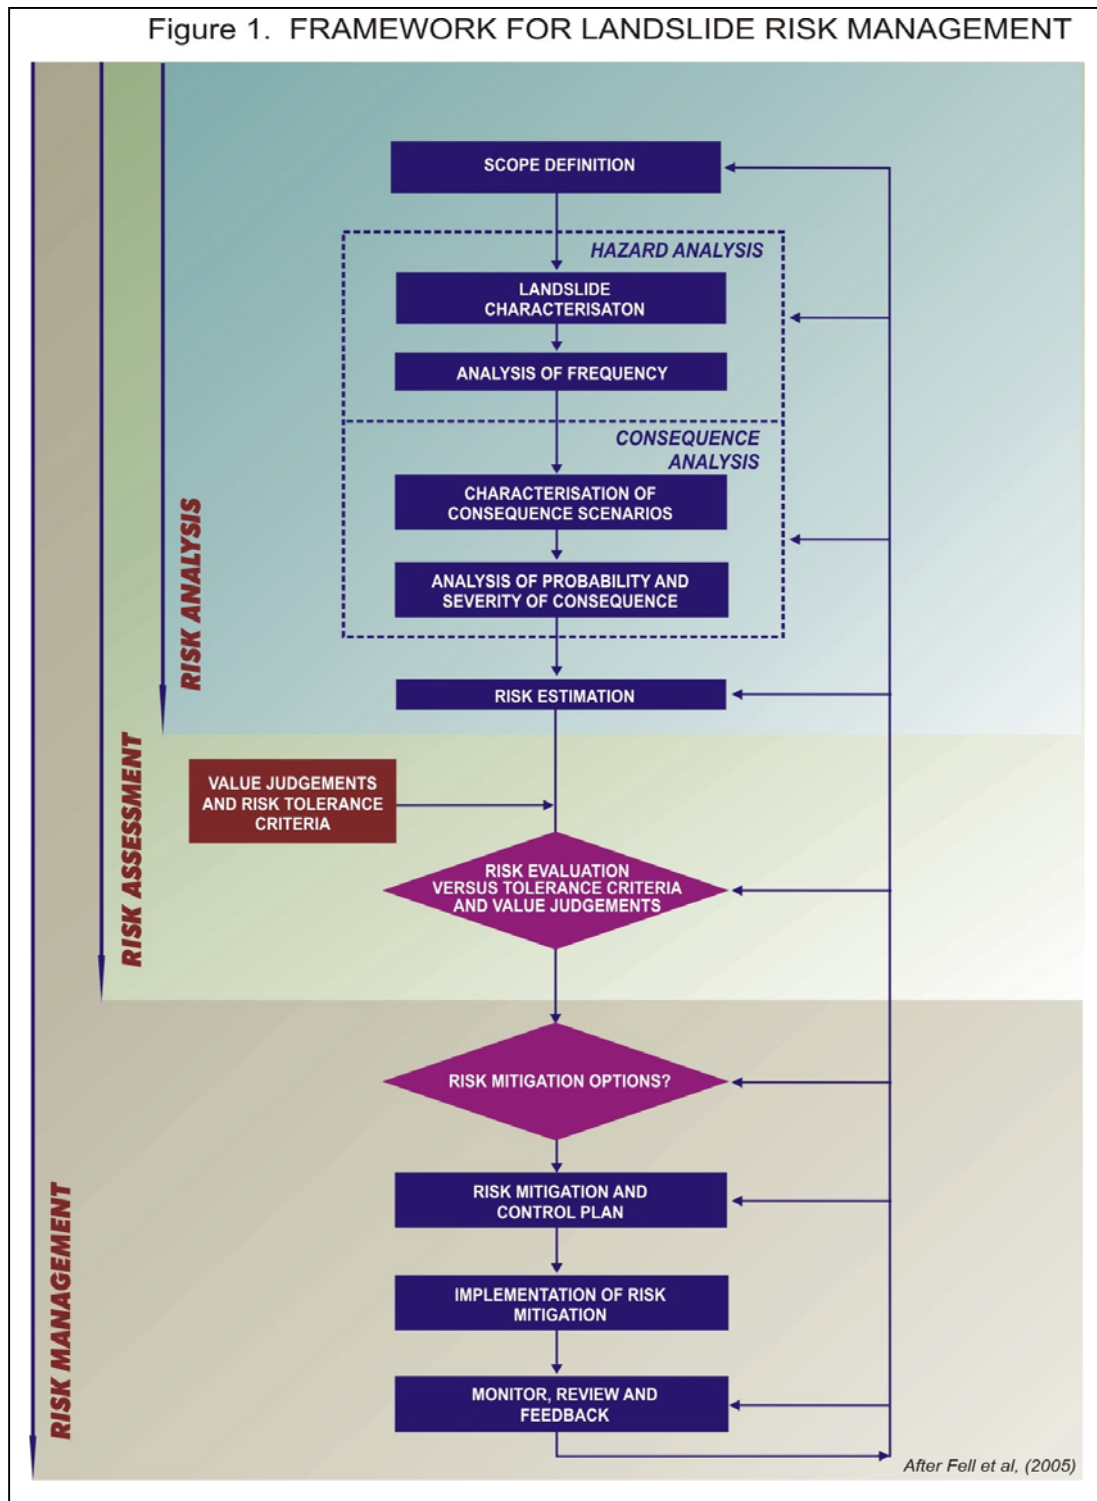 Figure 1. FRAMEWORK FOR LANDSLIDE RISK MANAGEMENT
SCOPE DEFINITION
HAZARD ANALYSIS
LANDSLIDE
CHARACTERISATON
ANALYSIS OF FREQUENCY
CONSEQUENCE
ANALYSIS
CHARACTERISATION OF
CONSEQUENCE SCENARIOS
ANALYSIS OF PROBABILITY AND
SEVERITY OF CONSEQUENCE
RISK ESTIMATION
RISK ANALYSIS
VALUE JUDGEMENTS
AND RISK TOLERANCE
CRITERIA
RISK EVALUATION
VERSUS TOLERANCE CRITERIA
AND VALUE JUDGEMENTS
RISK ASSESSMENT
RISK MITIGATION OPTIONS?
RISK MITIGATION AND
CONTROL PLAN
IMPLEMENTATION OF RISK
MITIGATION
MONITOR, REVIEW AND
FEEDBACK
RISK MANAGEMENT
After Fell et al, (2005)